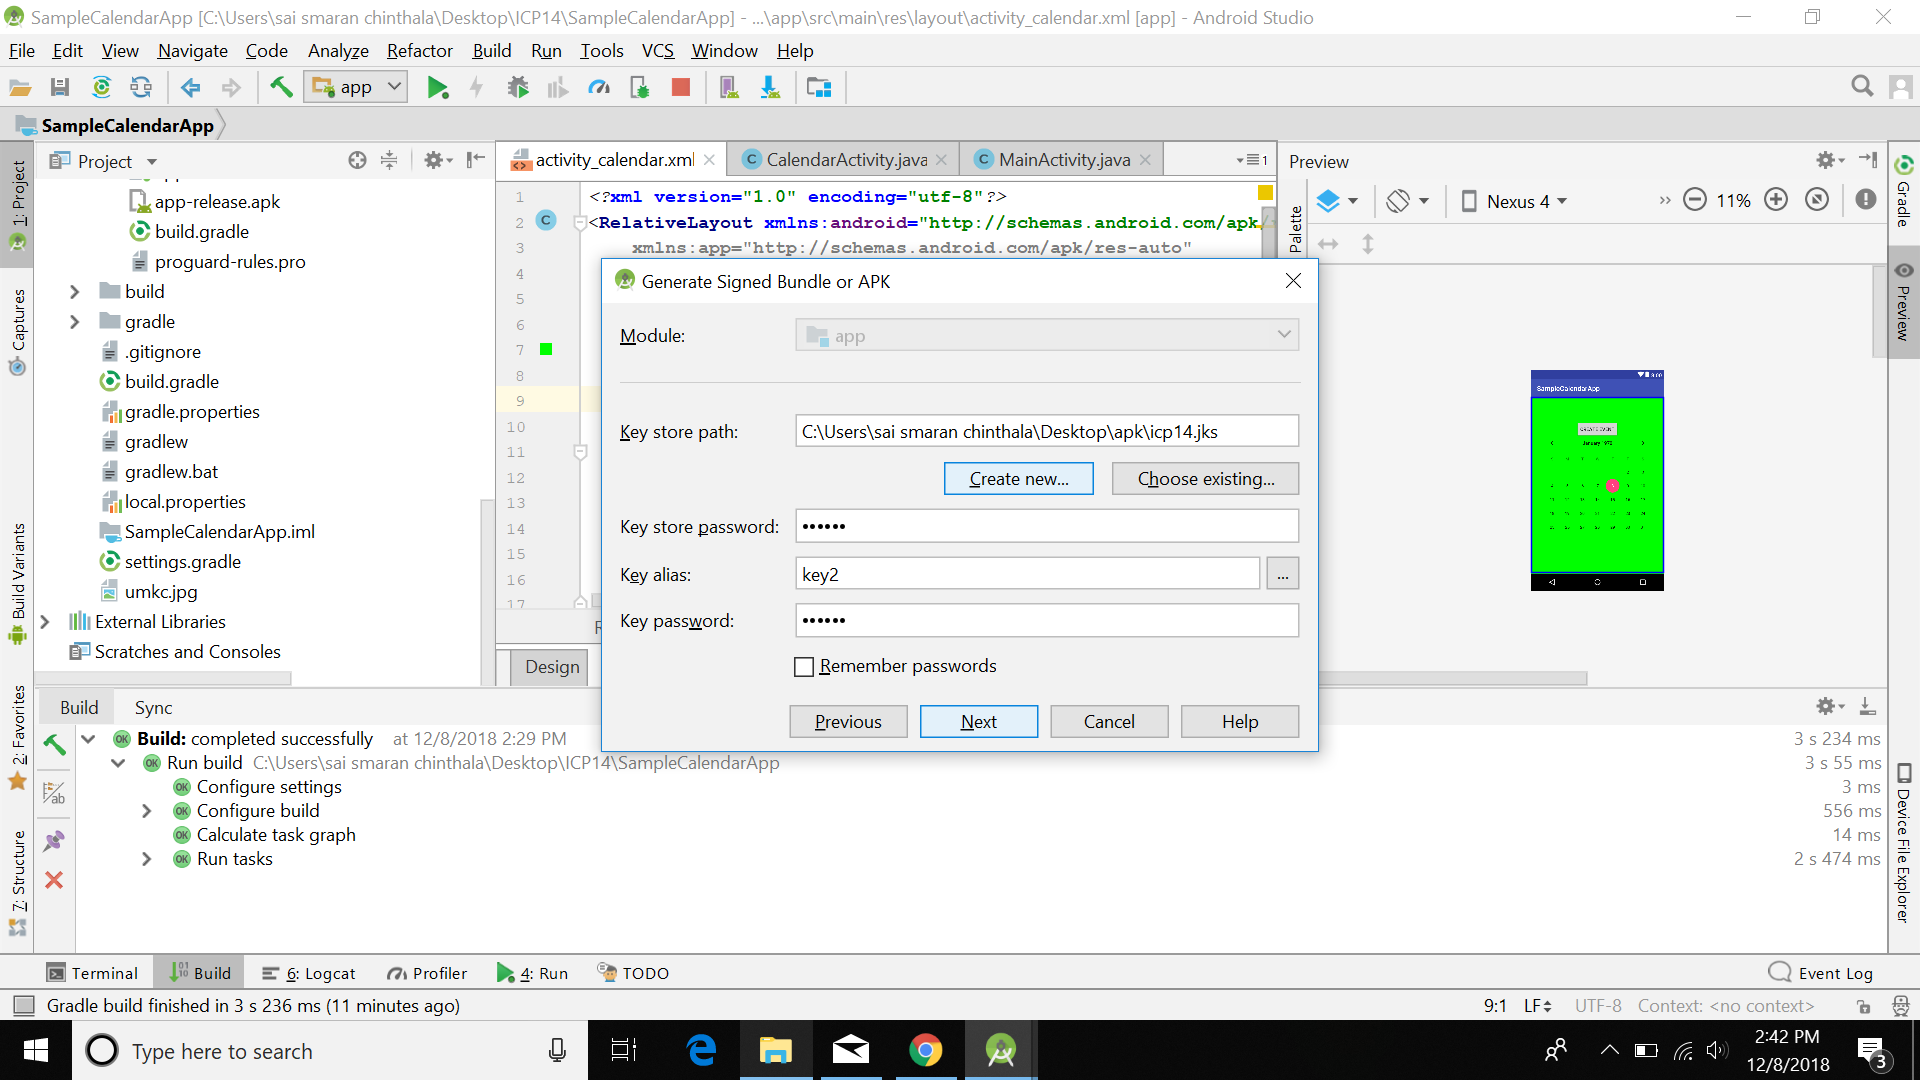 SampleCalendarApp [C:\Users\sai smaran chinthala\Desktop\ICP14\SampleCalendarApp] - ...\app\src\main\res\layout\activity_calendar.xml [app] - Android Studio
File Edit View Navigate Code Analyze Refactor Build Run Tools VCS Window Help
app
SampleCalendarApp
1: Project
Captures
Build Variants
2: Favorites
7: Structure
Project
app-release.apk
build.gradle
proguard-rules.pro
build
gradle
.gitignore
build.gradle
gradle.properties
gradlew
gradlew.bat
local.properties
SampleCalendarApp.iml
settings.gradle
umkc.jpg
External Libraries
Scratches and Consoles
activity_calendar.xml CalendarActivity.java MainActivity.java 1
1 <?xml version="1.0" encoding="utf-8"?>
2 <RelativeLayout xmlns:android="http://schemas.android.com/apk/
3 xmlns:app="http://schemas.android.com/apk/res-auto"
4
5
6
7
8
9
10
11
12
13
14
15
16
17
Design
Generate Signed Bundle or APK
Module: app
Key store path: C:\Users\sai smaran chinthala\Desktop\apk\icp14.jks
Create new... Choose existing...
Key store password: ••••••
Key alias: key2 ...
Key password: ••••••
Remember passwords
Previous Next Cancel Help
Preview
Palette
Nexus 4 11%
SampleCalendarApp
CREATE EVENT
January 1970
Gradle
Preview
Device File Explorer
Build Sync
Build: completed successfully at 12/8/2018 2:29 PM 3 s 234 ms
Run build C:\Users\sai smaran chinthala\Desktop\ICP14\SampleCalendarApp 3 s 55 ms
Configure settings 3 ms
Configure build 556 ms
Calculate task graph 14 ms
Run tasks 2 s 474 ms
Terminal Build 6: Logcat Profiler 4: Run TODO Event Log
Gradle build finished in 3 s 236 ms (11 minutes ago) 9:1 LF UTF-8 Context: <no context>
Type here to search
2:42 PM
12/8/2018
3